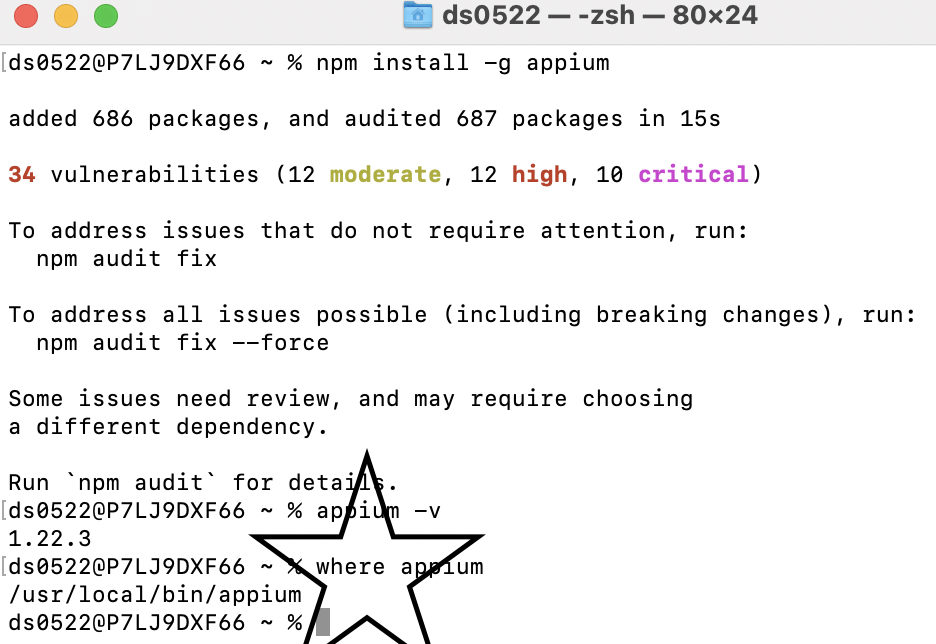 ds0522 — -zsh — 80×24
ds0522@P7LJ9DXF66 ~ % npm install -g appium
added 686 packages, and audited 687 packages in 15s
34 vulnerabilities (12 moderate, 12 high, 10 critical)
To address issues that do not require attention, run:
  npm audit fix
To address all issues possible (including breaking changes), run:
  npm audit fix --force
Some issues need review, and may require choosing
a different dependency.
Run `npm audit` for details.
ds0522@P7LJ9DXF66 ~ % appium -v
1.22.3
ds0522@P7LJ9DXF66 ~ % where appium
/usr/local/bin/appium
ds0522@P7LJ9DXF66 ~ %